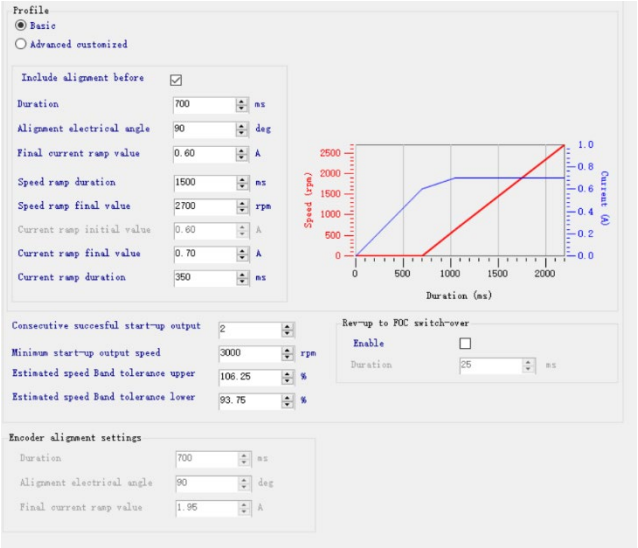 Profile
Basic
Advanced customized
Include alignment before
Duration 700 ms
Alignment electrical angle 90 deg
Final current ramp value 0.60 A
Speed ramp duration 1500 ms
Speed ramp final value 2700 rpm
Current ramp initial value 0.60 A
Current ramp final value 0.70 A
Current ramp duration 350 ms
Speed (rpm)
2500
2000
1500
1000
500
0
1.0
0.8
0.6
0.4
0.2
0.0
Current (A)
0 500 1000 1500 2000
Duration (ms)
Consecutive succesful start-up output 2
Minimum start-up output speed 3000 rpm
Estimated speed Band tolerance upper 106.25 %
Estimated speed Band tolerance lower 93.75 %
Rev-up to FOC switch-over
Enable
Duration 25 ms
Encoder alignment settings
Duration 700 ms
Alignment electrical angle 90 deg
Final current ramp value 1.95 A